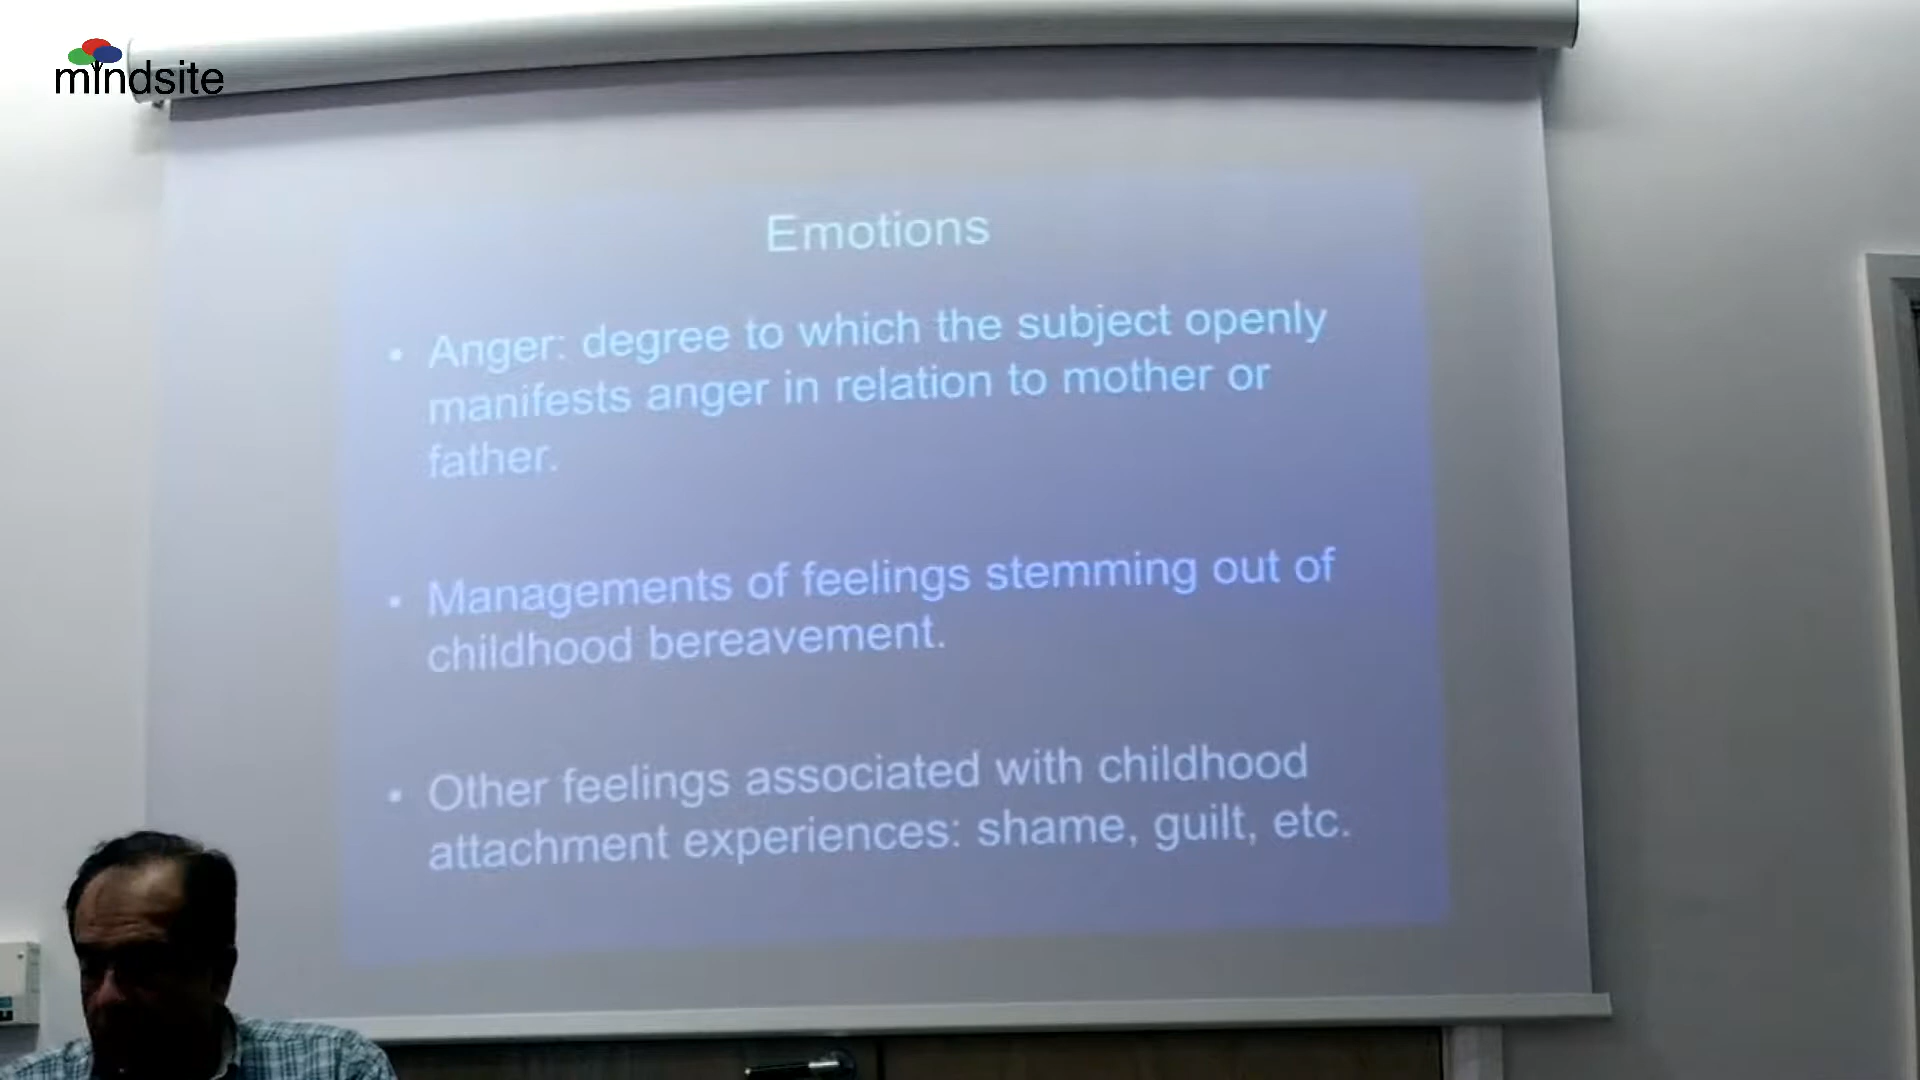 mindsite
Emotions
• Anger: degree to which the subject openly
manifests anger in relation to mother or
father.
• Managements of feelings stemming out of
childhood bereavement.
• Other feelings associated with childhood
attachment experiences: shame, guilt, etc.